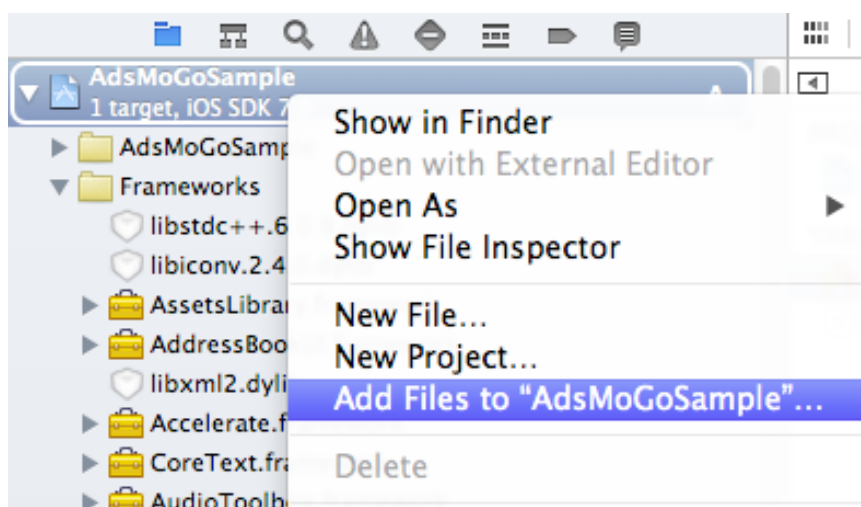 AdsMoGoSample
1 target, iOS SDK 7
AdsMoGoSamp
Frameworks
libstdc++.6
libiconv.2.4
AssetsLibrar
AddressBoo
libxml2.dyli
Accelerate.f
CoreText.fra
AudioToolb
Show in Finder
Open with External Editor
Open As
Show File Inspector
New File...
New Project...
Add Files to “AdsMoGoSample”...
Delete